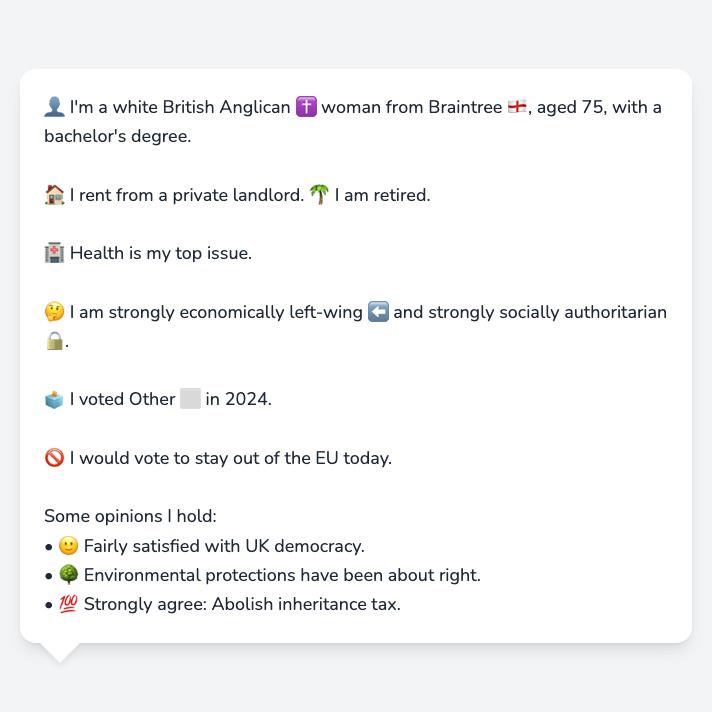 👤 I'm a white British Anglican ✝️ woman from Braintree 🏴󠁧󠁢󠁥󠁮󠁧󠁿, aged 75, with a
bachelor's degree.
🏠 I rent from a private landlord. 🌴 I am retired.
🏥 Health is my top issue.
🤔 I am strongly economically left-wing ⬅️ and strongly socially authoritarian
🔒.
🗳️ I voted Other ⬜ in 2024.
🚫 I would vote to stay out of the EU today.
Some opinions I hold:
• 🙂 Fairly satisfied with UK democracy.
• 🌳 Environmental protections have been about right.
• 💯 Strongly agree: Abolish inheritance tax.